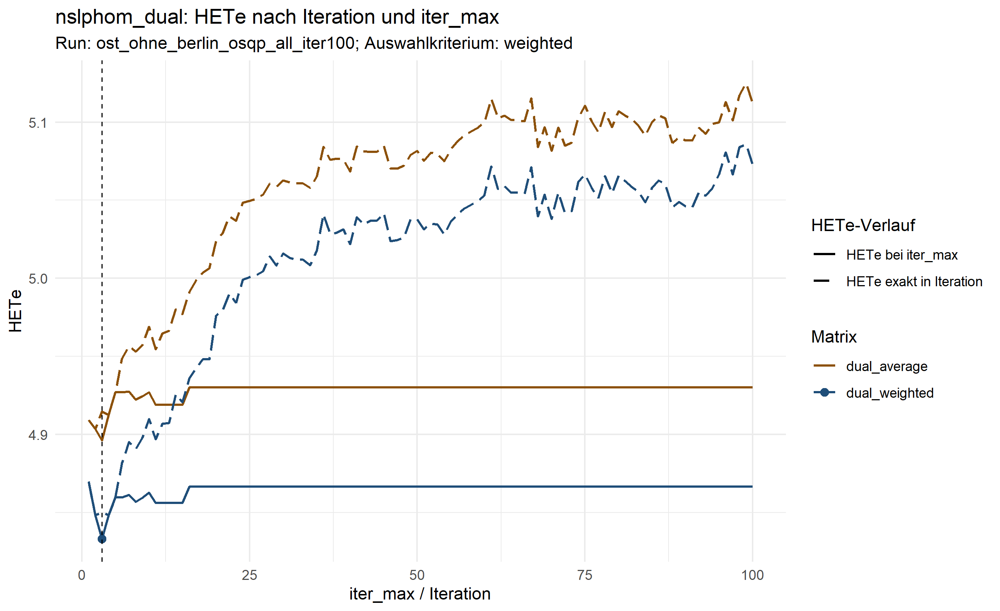 nslphom_dual: HETe nach Iteration und iter_max
Run: ost_ohne_berlin_osqp_all_iter100; Auswahlkriterium: weighted
HETe
5.1
5.0
4.9
0
25
50
75
100
iter_max / Iteration
HETe-Verlauf
HETe bei iter_max
HETe exakt in Iteration
Matrix
dual_average
dual_weighted